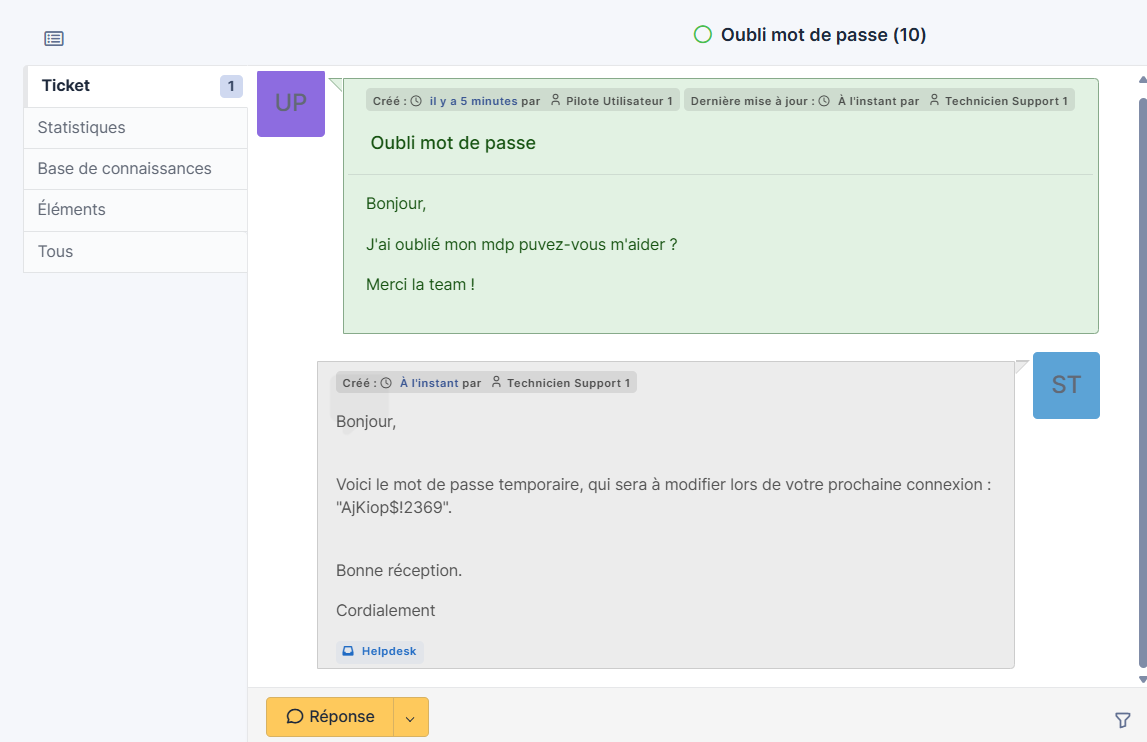 Oubli mot de passe (10)
Ticket 1
Statistiques
Base de connaissances
Éléments
Tous
UP
Créé : il y a 5 minutes par Pilote Utilisateur 1 Dernière mise à jour : À l'instant par Technicien Support 1
Oubli mot de passe
Bonjour,
J'ai oublié mon mdp puvez-vous m'aider ?
Merci la team !
ST
Créé : À l'instant par Technicien Support 1
Bonjour,
Voici le mot de passe temporaire, qui sera à modifier lors de votre prochaine connexion :
"AjKiop$!2369".
Bonne réception.
Cordialement
Helpdesk
Réponse